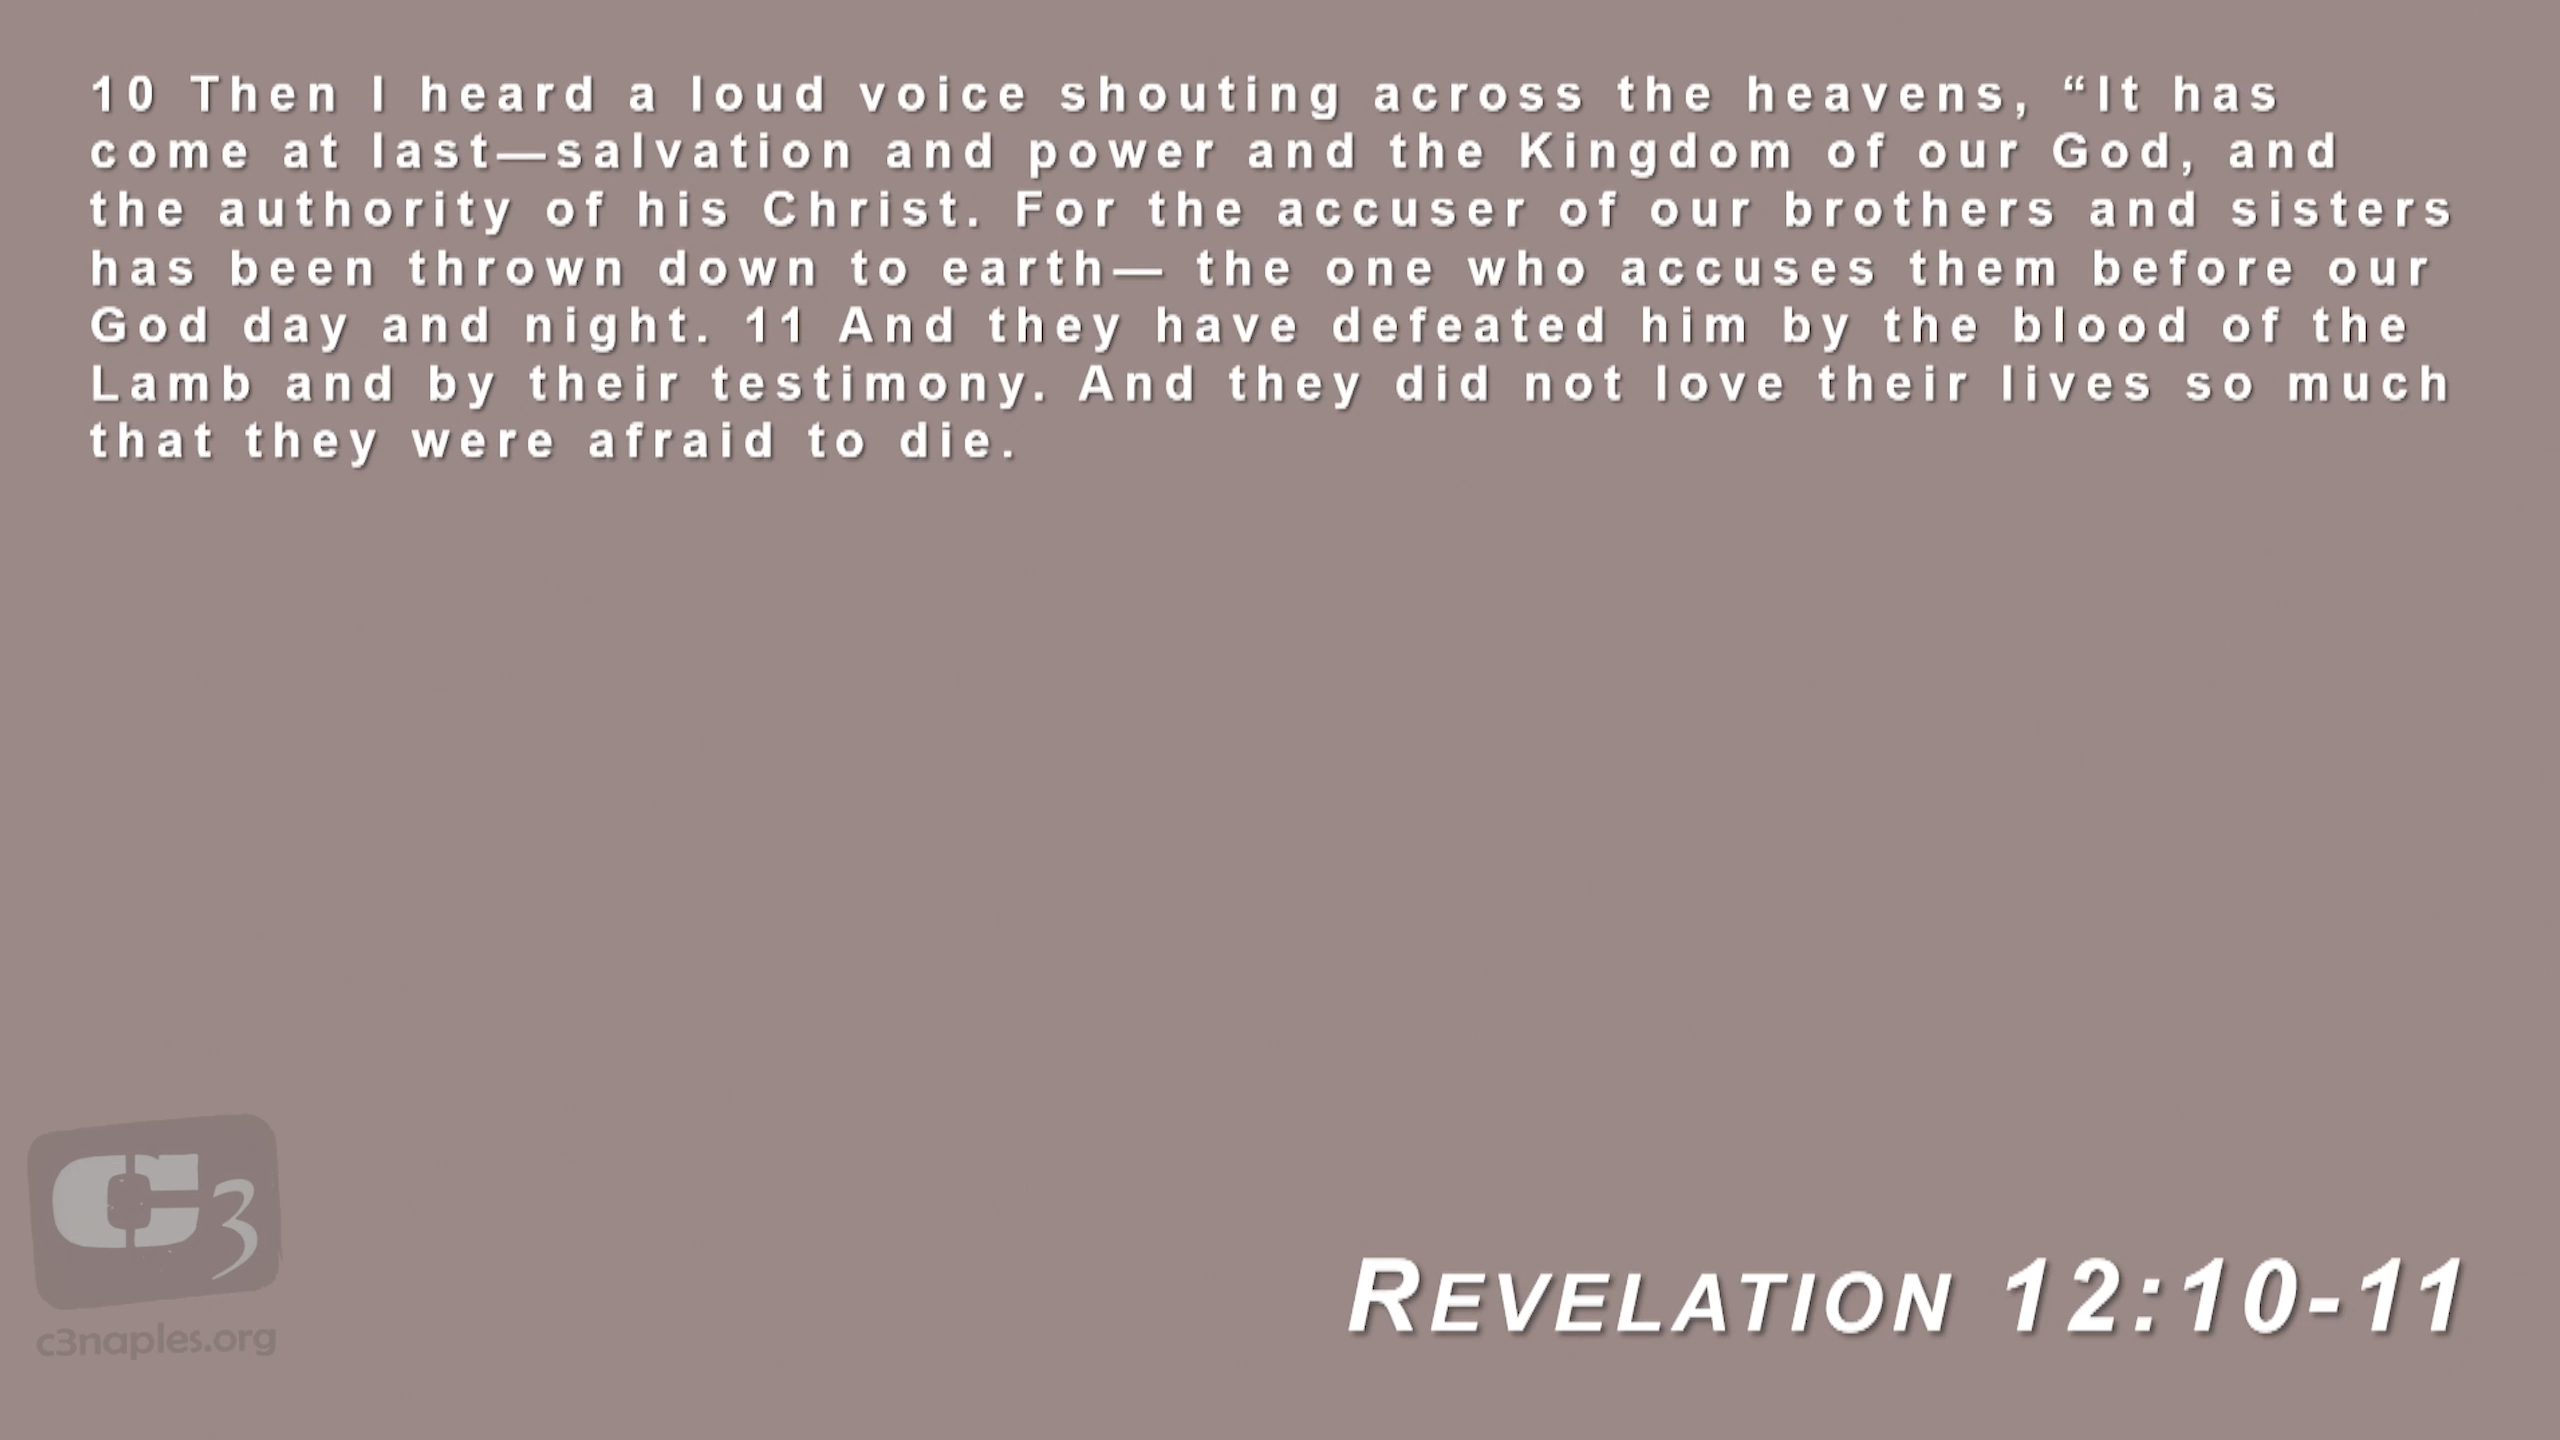 10 Then I heard a loud voice shouting across the heavens, “It has
come at last—salvation and power and the Kingdom of our God, and
the authority of his Christ. For the accuser of our brothers and sisters
has been thrown down to earth— the one who accuses them before our
God day and night. 11 And they have defeated him by the blood of the
Lamb and by their testimony. And they did not love their lives so much
that they were afraid to die.
C3
c3naples.org
REVELATION 12:10-11